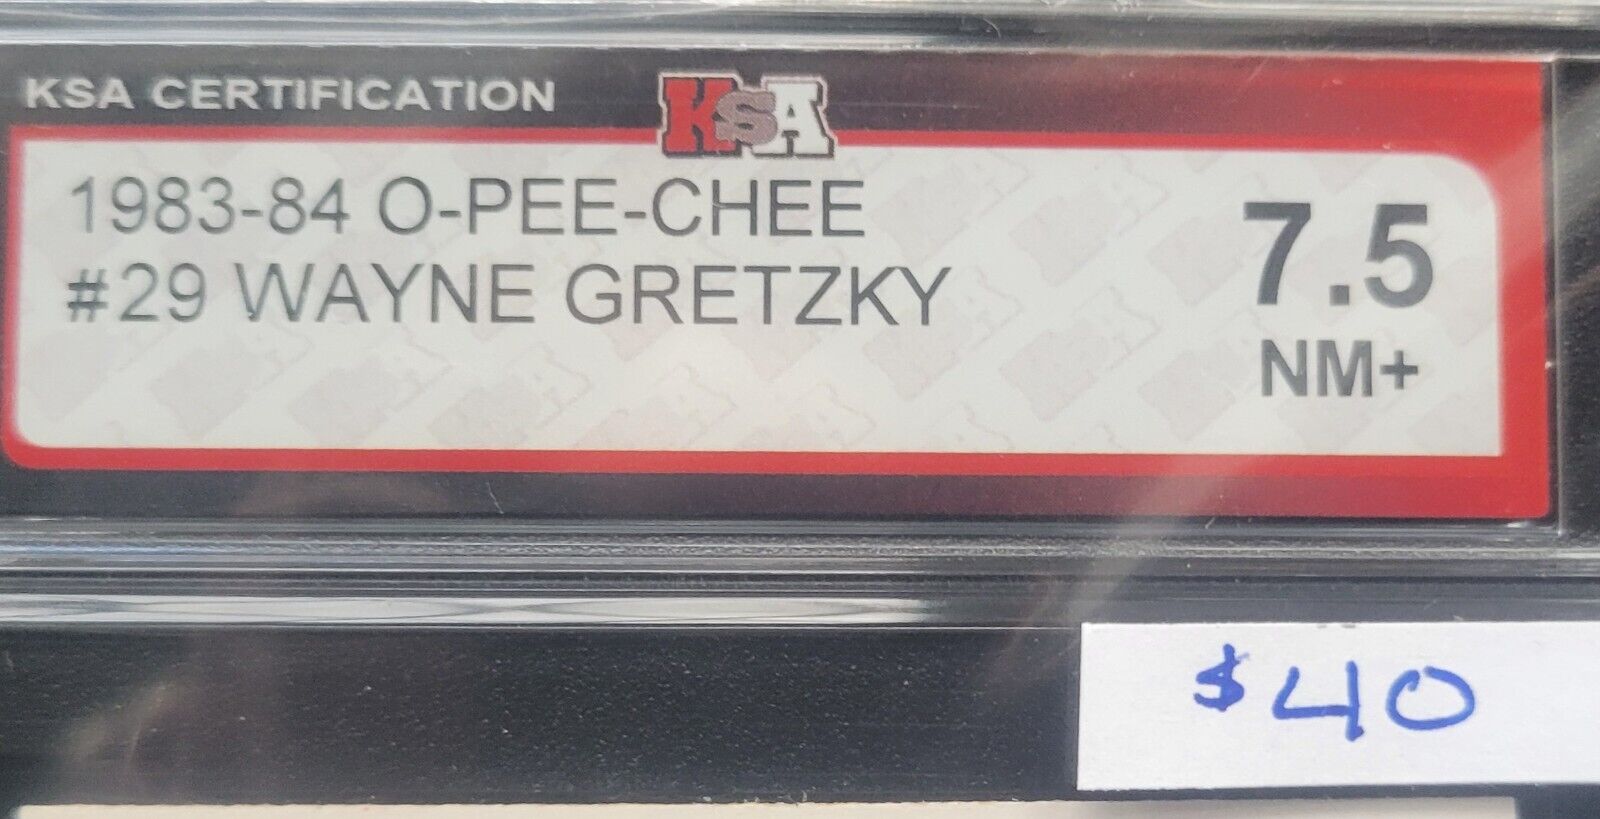 KSA CERTIFICATION
KSA
1983-84 O-PEE-CHEE
#29 WAYNE GRETZKY
7.5
NM+
$40